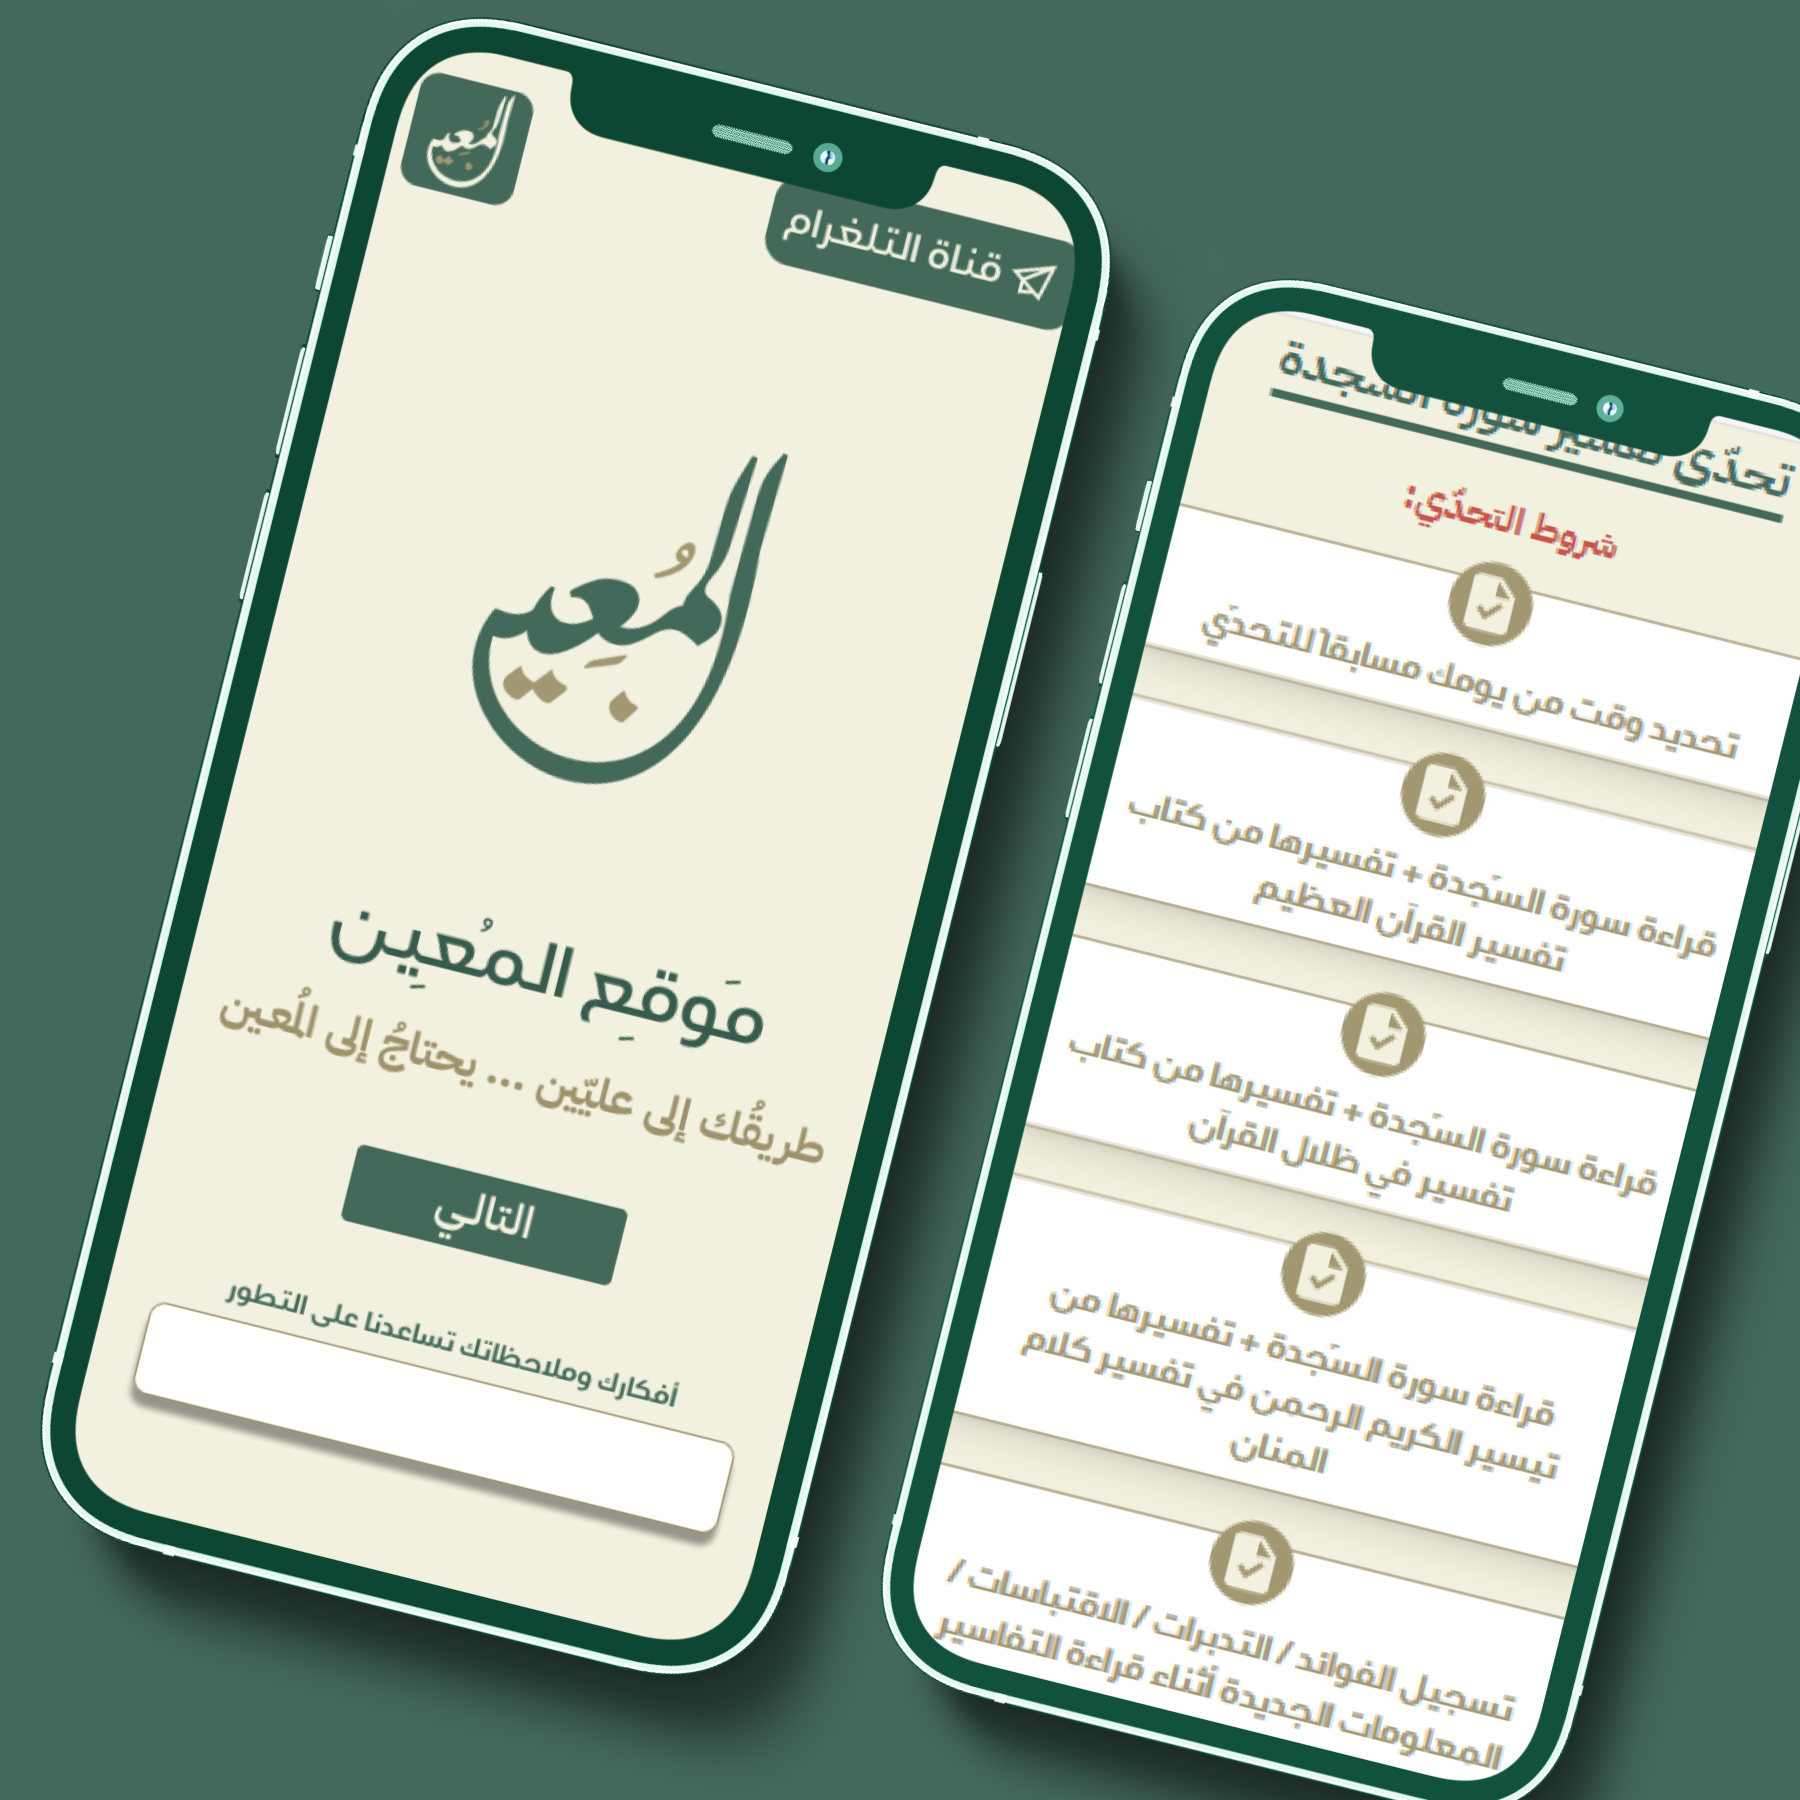 المُعِين
قناة التلغرام
المُعِين
مَوقعِ المُعِين
طريقُك إلى عليّين ... يحتاجُ إلى المُعين
التالي
أفكارك وملاحظاتك تساعدنا على التطور
تحدّي تفسير سورة السجدة
شروط التحدّي:
تحديد وقت من يومك مسابقاً للتحدّي
قراءة سورة السّجدة + تفسيرها من كتاب
تفسير القرآن العظيم
قراءة سورة السّجدة + تفسيرها من كتاب
تفسير في ظلال القرآن
قراءة سورة السّجدة + تفسيرها من
تيسير الكريم الرحمن في تفسير كلام
المنان
تسجيل الفوائد / التدبرات / الاقتباسات /
المعلومات الجديدة أثناء قراءة التفاسير